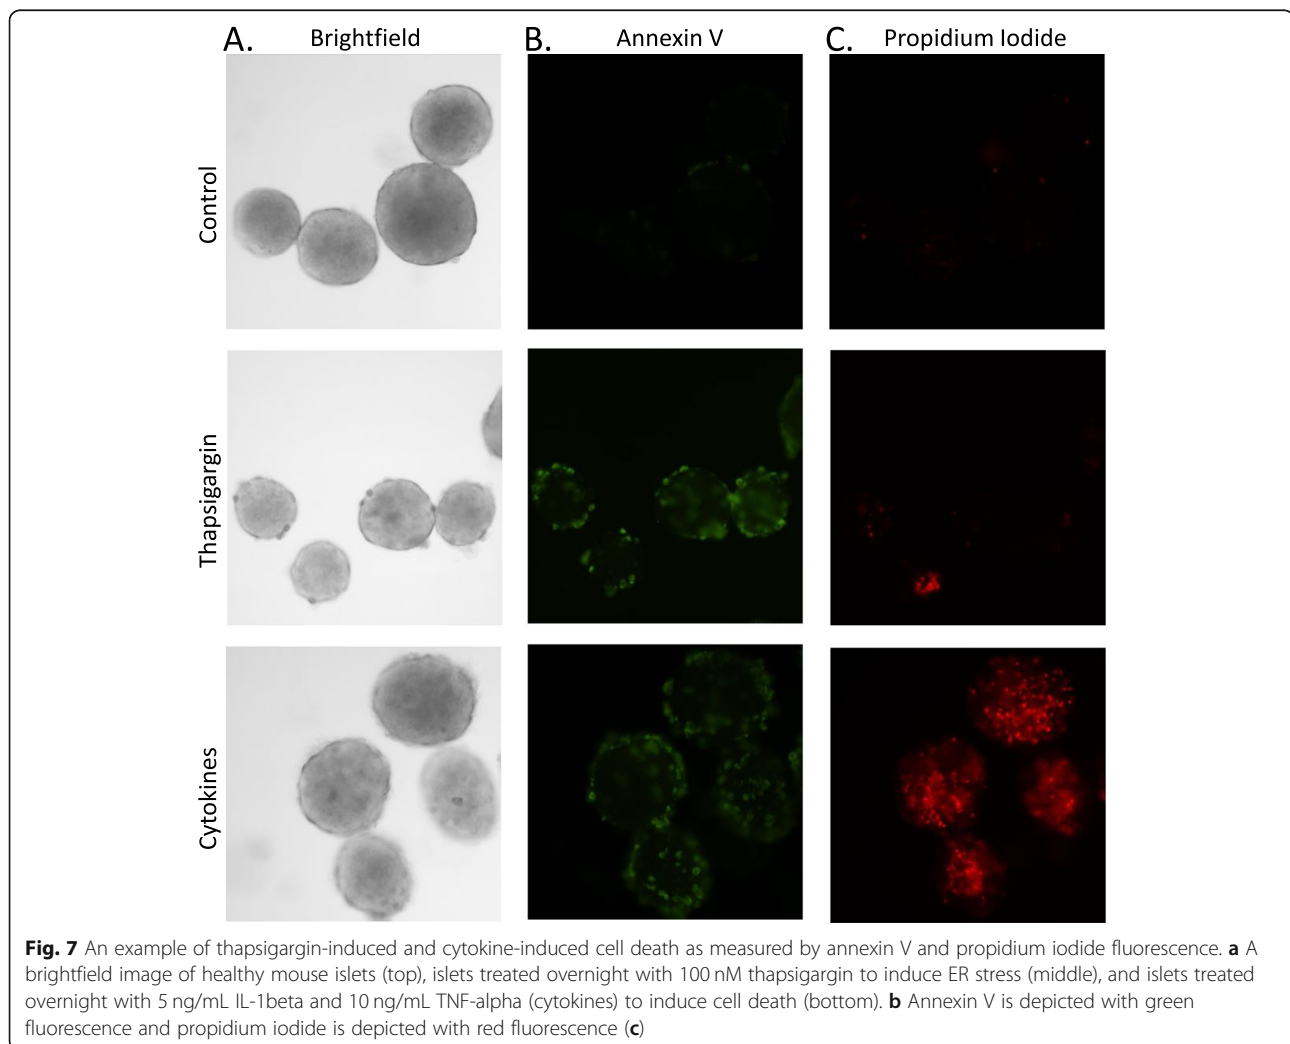 A. Brightfield
B. Annexin V
C. Propidium Iodide
Control
Thapsigargin
Cytokines
Fig. 7 An example of thapsigargin-induced and cytokine-induced cell death as measured by annexin V and propidium iodide fluorescence. a A
brightfield image of healthy mouse islets (top), islets treated overnight with 100 nM thapsigargin to induce ER stress (middle), and islets treated
overnight with 5 ng/mL IL-1beta and 10 ng/mL TNF-alpha (cytokines) to induce cell death (bottom). b Annexin V is depicted with green
fluorescence and propidium iodide is depicted with red fluorescence (c)